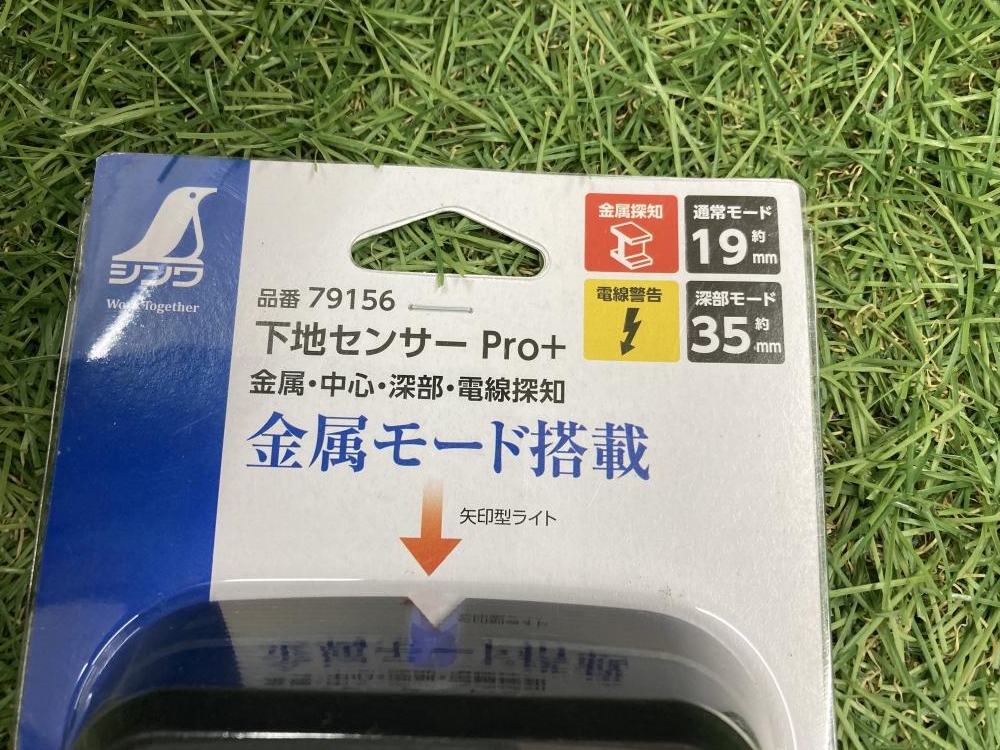 シンワ
Work Together
品番 79156
下地センサー Pro+
金属・中心・深部・電線探知
金属モード搭載
矢印型ライト
金属探知
通常モード
19 約 mm
電線警告
深部モード
35 約 mm